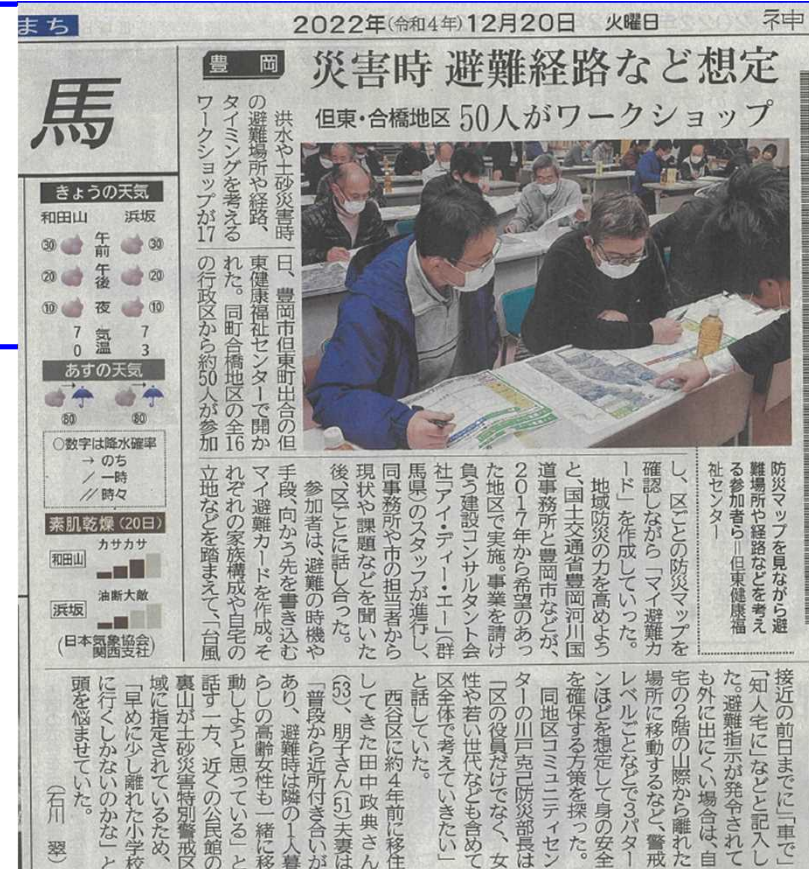 まち
2022年(令和4年)12月20日 火曜日
神
馬
豊岡
災害時 避難経路など想定
但東・合橋地区 50人がワークショップ
洪水や土砂災害時
の避難場所や経路、
タイミングを考える
ワークショップが17
日、豊岡市但東町出合の但
東健康福祉センターで開か
れた。同町合橋地区の全16
の行政区から約50人が参加
防災マップを見ながら避
難場所や経路などを考え
る参加者ら=但東健康福
祉センター
し、区ごとの防災マップを
確認しながら「マイ避難カ
ード」を作成していった。
地域防災の力を高めよう
と、国土交通省豊岡河川国
道事務所と豊岡市などが、
2017年から希望のあっ
た地区で実施。事業を請け
負う建設コンサルタント会
社「アイ・ディー・エー」(群
馬県)のスタッフが進行し、
同事務所や市の担当者から
現状や課題などを聞いた
後、区ごとに話し合った。
参加者は、避難の時機や
手段、向かう先を書き込む
マイ避難カードを作成。そ
れぞれの家族構成や自宅の
立地などを踏まえて、「台風
接近の前日までに」「車で」
「知人宅に」などと記入し
た。避難指示が発令されて
も外に出にくい場合は、自
宅の2階の山際から離れた
場所に移動するなど、警戒
レベルごとなどで3パター
ンほどを想定して身の安全
を確保する方策を探った。
同地区コミュニティセン
ターの川戸克己防災部長は
「区の役員だけでなく、女
性や若い世代なども含めて
区全体で考えていきたい」
と話していた。
西谷区に約4年前に移住
してきた田中政典さん
(53)、朋子さん(51)夫妻は
「普段から近所付き合いが
あり、避難時は隣の1人暮
らしの高齢女性も一緒に移
動しようと思っている」と
話す一方、近くの公民館の
裏山が土砂災害特別警戒区
域に指定されているため、
「早めに少し離れた小学校
に行くしかないのかな」と
頭を悩ませていた。
(石川 翠)
きょうの天気
和田山 浜坂
㉚ 午前 ㉚
⑳ 午後 ⑳
⑩ 夜 ⑩
7 気温 7
0 3
あすの天気
→ →
80 80
○数字は降水確率
→ のち
/ 一時
// 時々
素肌乾燥(20日)
カサカサ
和田山
油断大敵
浜坂
(日本気象協会
関西支社)